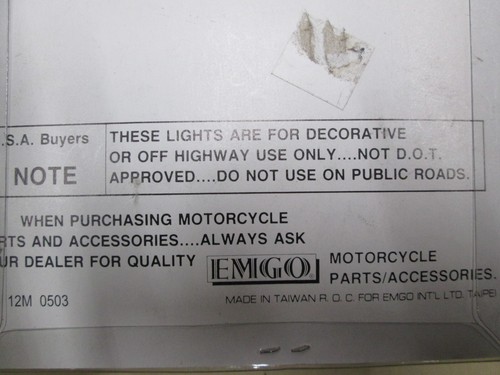 .S.A. Buyers
NOTE
THESE LIGHTS ARE FOR DECORATIVE
OR OFF HIGHWAY USE ONLY....NOT D.O.T.
APPROVED....DO NOT USE ON PUBLIC ROADS.
WHEN PURCHASING MOTORCYCLE
RTS AND ACCESSORIES....ALWAYS ASK
UR DEALER FOR QUALITY
EMGO
MOTORCYCLE
PARTS/ACCESSORIES.
12M 0503
MADE IN TAIWAN R. O. C. FOR EMGO INT'L LTD. TAIPEI